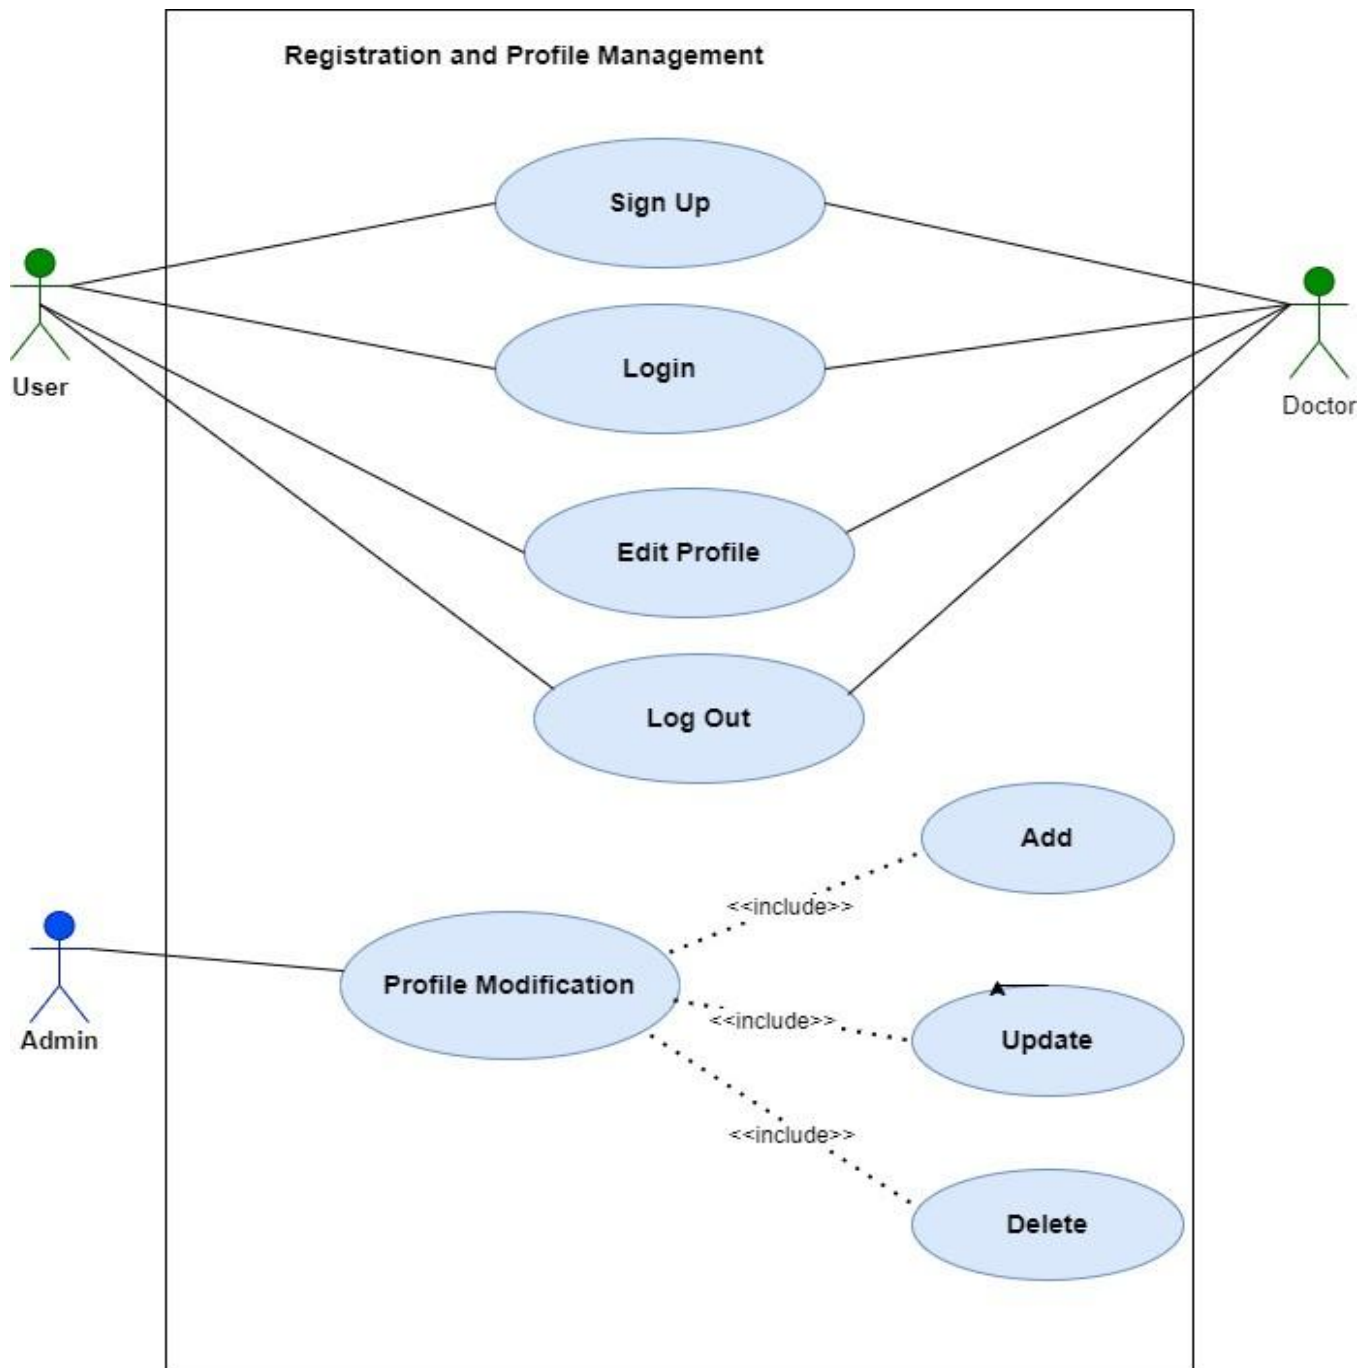 Registration and Profile Management
Sign Up
Login
User
Doctor
Edit Profile
Log Out
Add
<<include>>
Profile Modification
<<include>>
Admin
Update
<<include>>
Delete